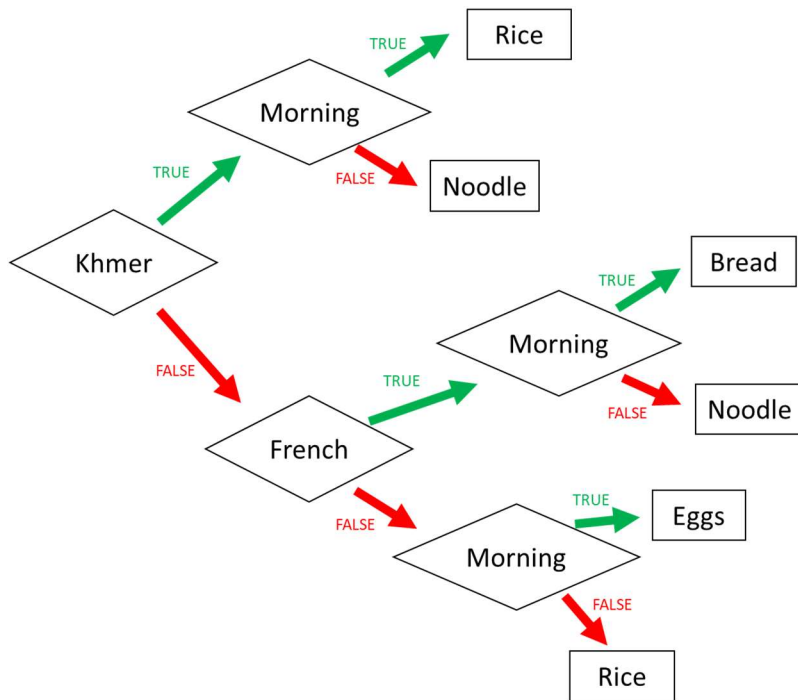 Rice
TRUE
Morning
TRUE
FALSE
Noodle
Khmer
Bread
TRUE
Morning
FALSE
TRUE
FALSE
Noodle
French
TRUE
Eggs
FALSE
Morning
FALSE
Rice